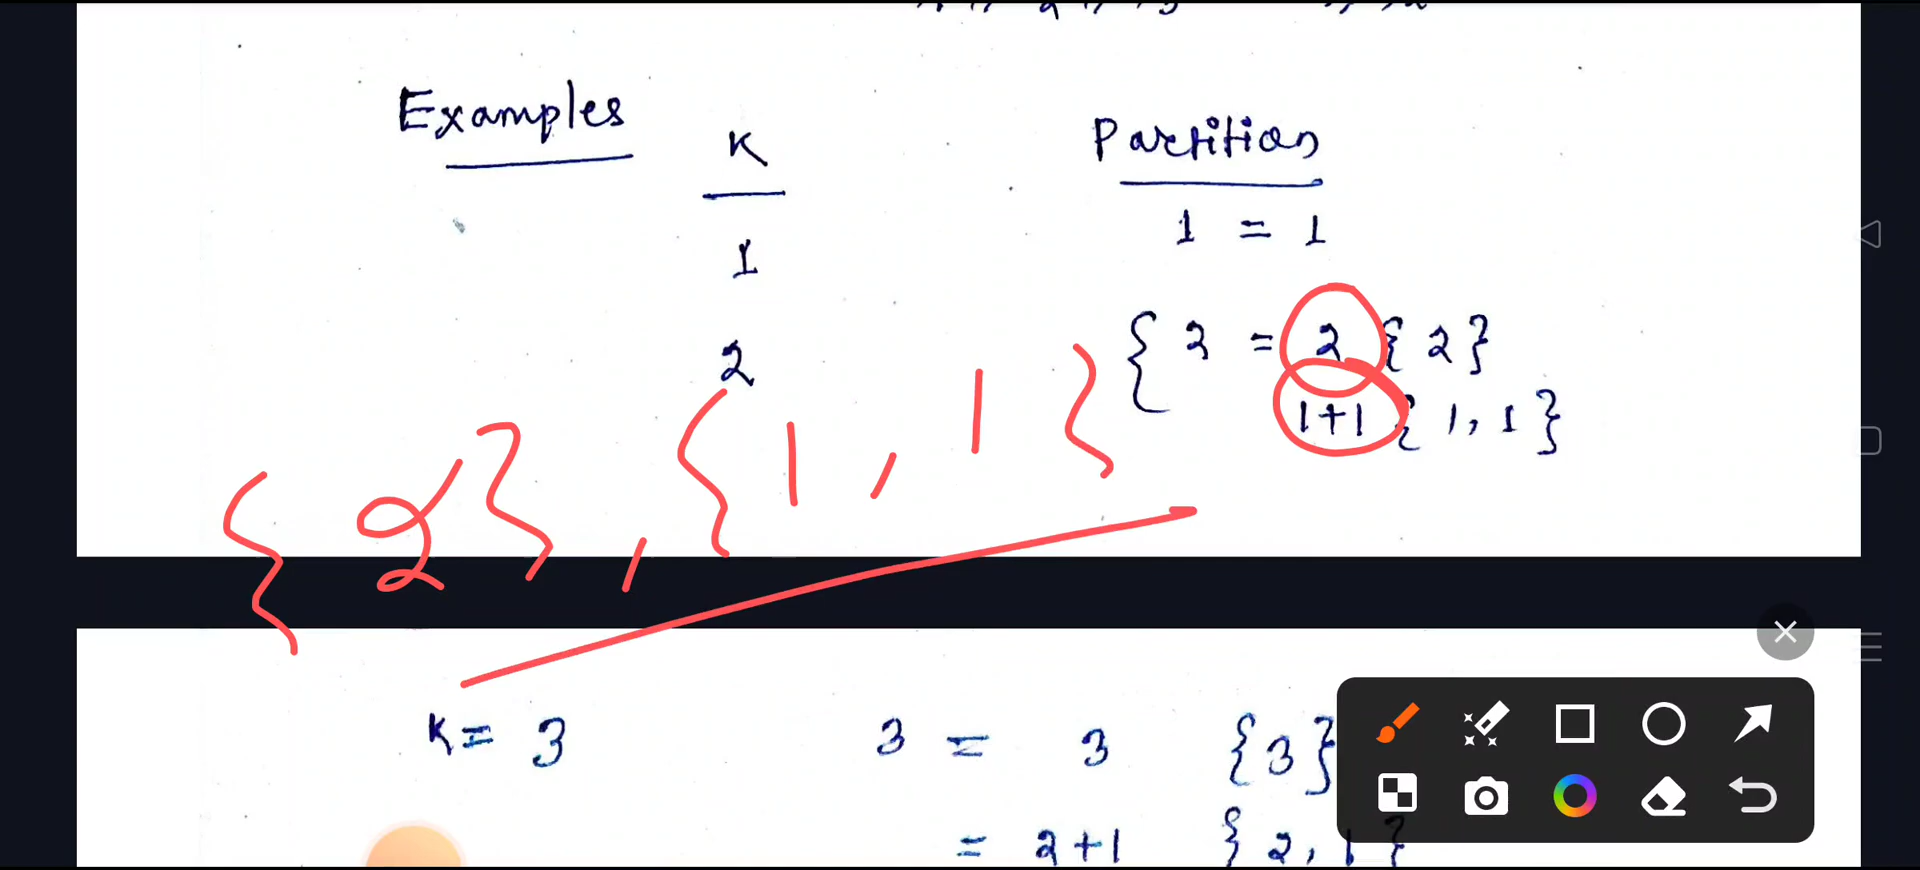 Examples
K
Partition
1
1 = 1
2
{ 2 = 2 { 2 }
1+1 { 1, 1 }
{ 2 } , { 1 , 1 }
K = 3
3 = 3 { 3 }
= 2+1 { 2, 1 }